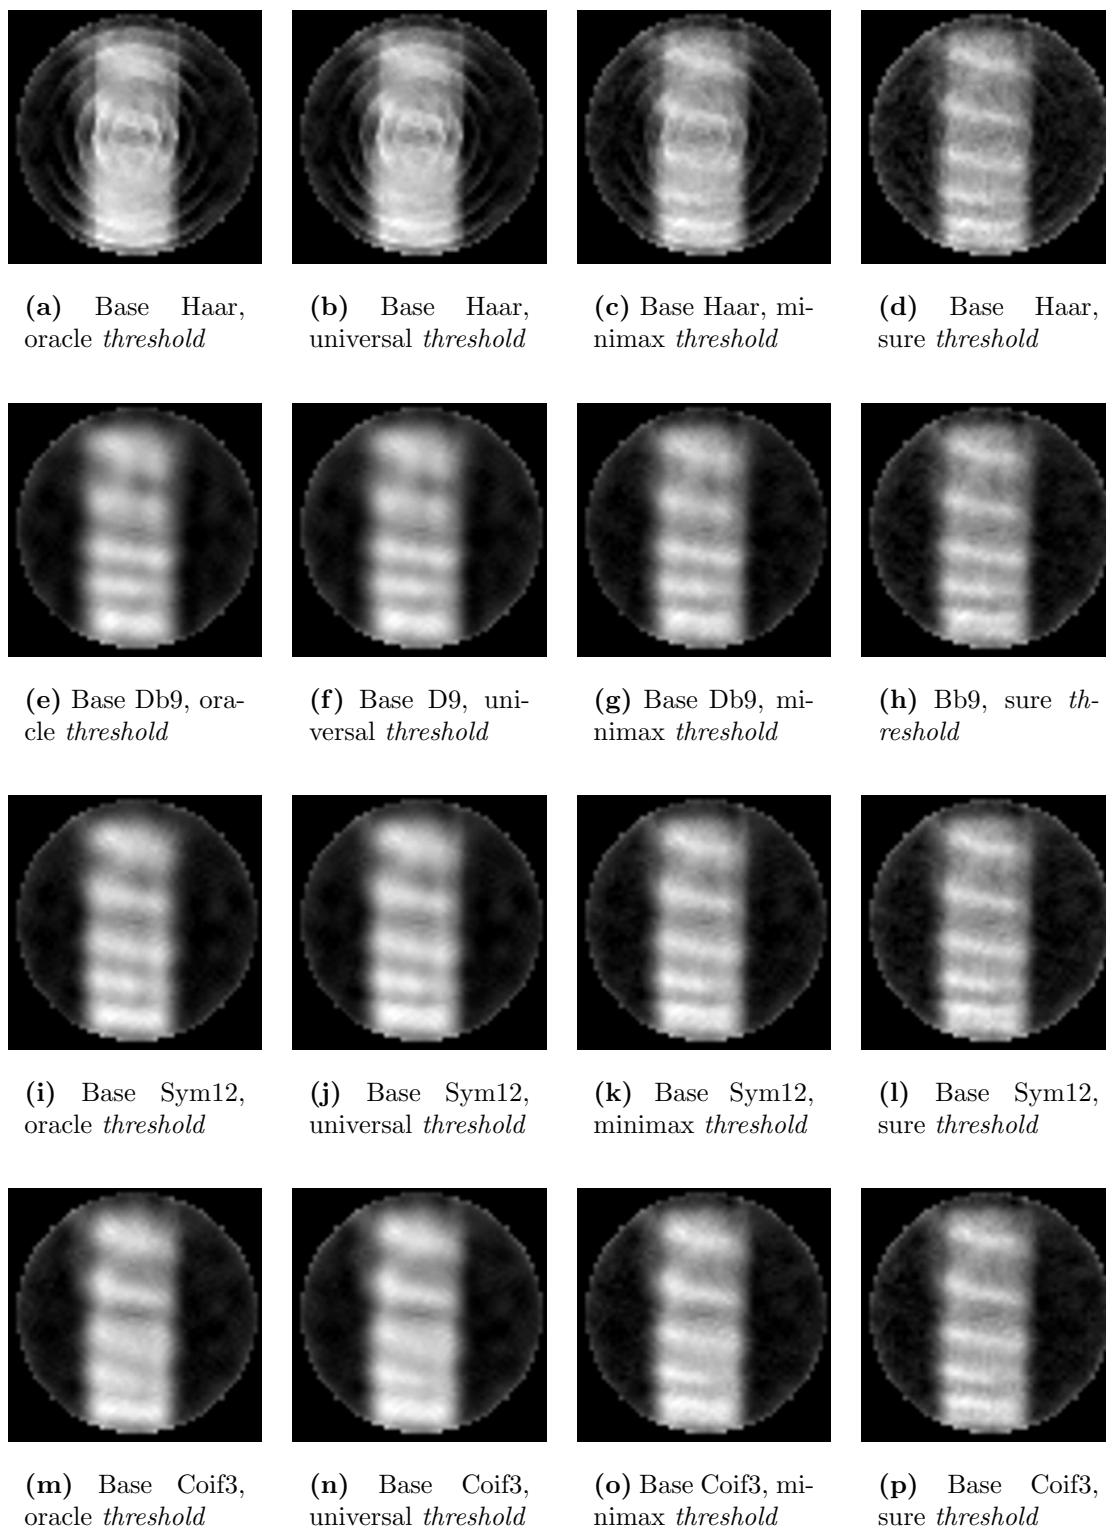 (a) Base Haar,
oracle threshold
(b) Base Haar,
universal threshold
(c) Base Haar, mi-
nimax threshold
(d) Base Haar,
sure threshold
(e) Base Db9, ora-
cle threshold
(f) Base D9, uni-
versal threshold
(g) Base Db9, mi-
nimax threshold
(h) Bb9, sure th-
reshold
(i) Base Sym12,
oracle threshold
(j) Base Sym12,
universal threshold
(k) Base Sym12,
minimax threshold
(l) Base Sym12,
sure threshold
(m) Base Coif3,
oracle threshold
(n) Base Coif3,
universal threshold
(o) Base Coif3, mi-
nimax threshold
(p) Base Coif3,
sure threshold